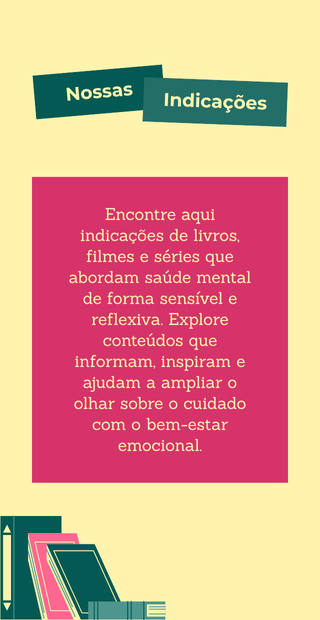 Nossas
Indicações
Encontre aqui
indicações de livros,
filmes e séries que
abordam saúde mental
de forma sensível e
reflexiva. Explore
conteúdos que
informam, inspiram e
ajudam a ampliar o
olhar sobre o cuidado
com o bem-estar
emocional.